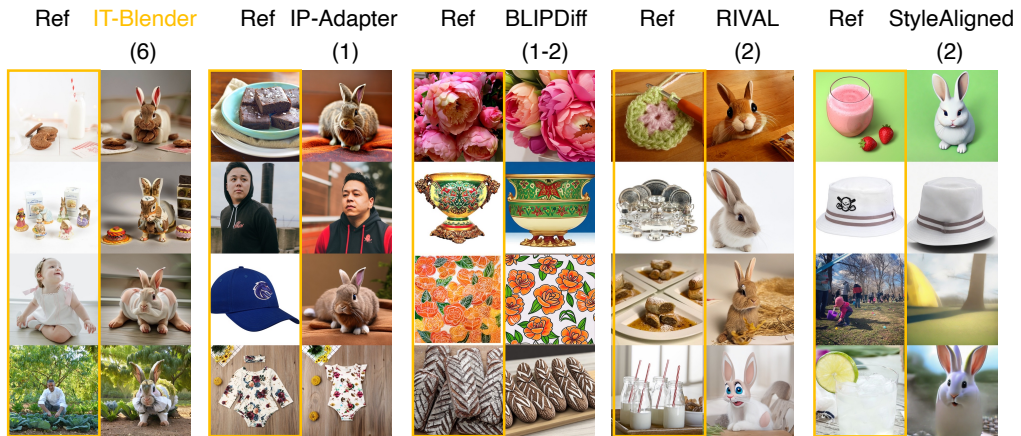 Ref IT-Blender Ref IP-Adapter Ref BLIPDiff Ref RIVAL Ref StyleAligned
(6) (1) (1-2) (2) (2)